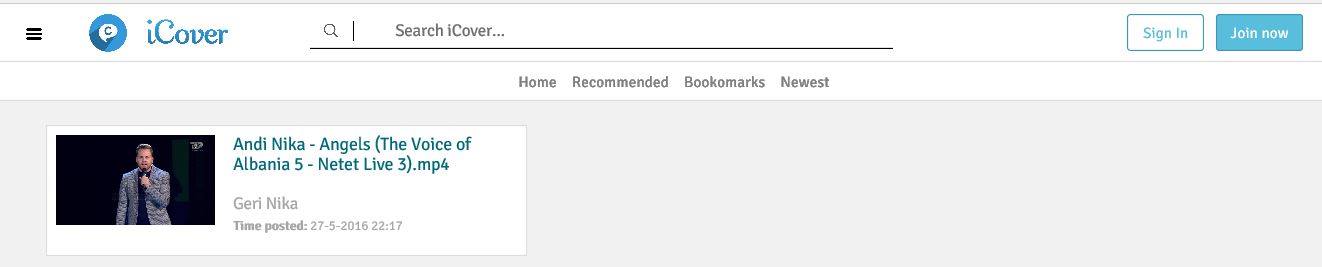 iCover
Search iCover...
Sign In
Join now
Home Recommended Bookomarks Newest
Andi Nika - Angels (The Voice of
Albania 5 - Netet Live 3).mp4
Geri Nika
Time posted: 27-5-2016 22:17